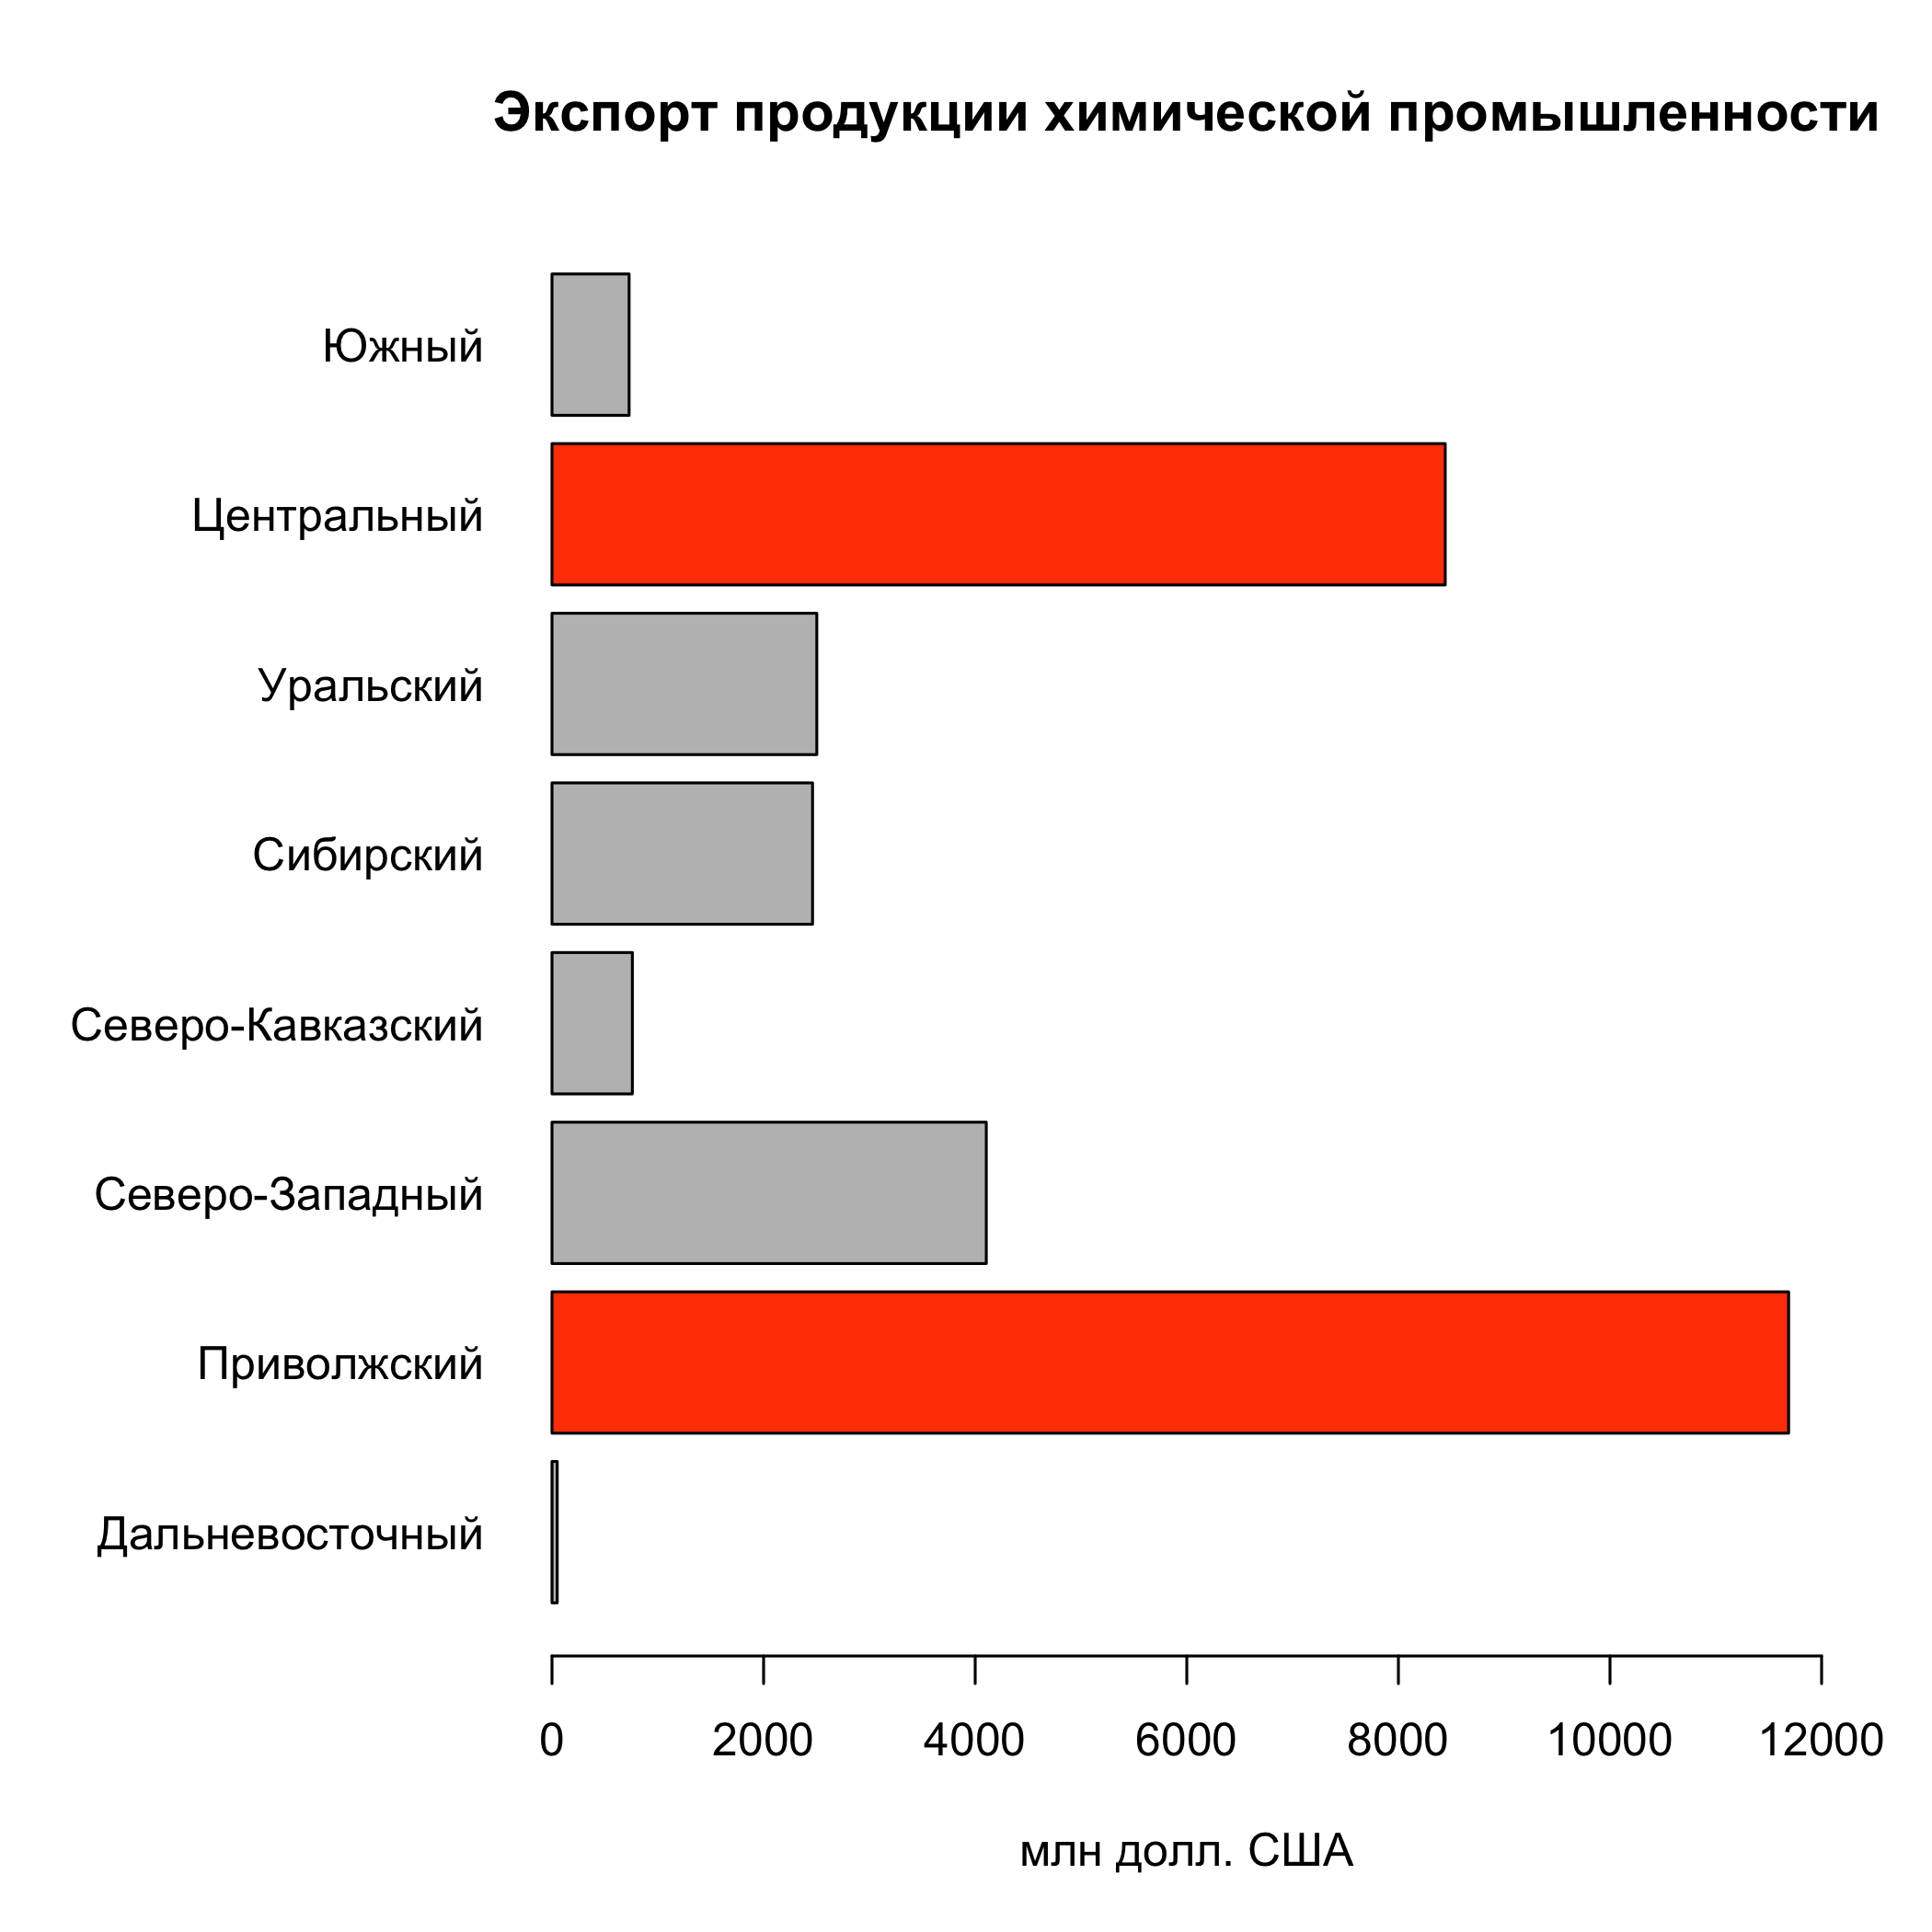 Экспорт продукции химической промышленности
Южный
Центральный
Уральский
Сибирский
Северо-Кавказский
Северо-Западный
Приволжский
Дальневосточный
0 2000 4000 6000 8000 10000 12000
млн долл. США